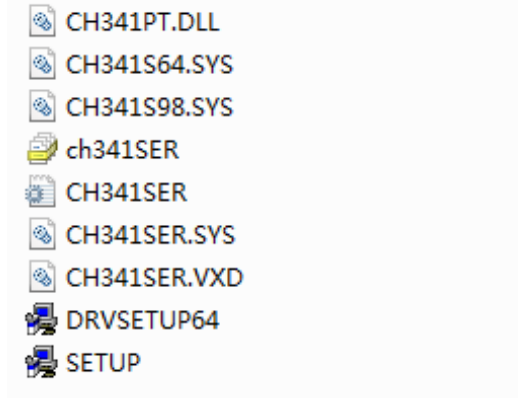 CH341PT.DLL
CH341S64.SYS
CH341S98.SYS
ch341SER
CH341SER
CH341SER.SYS
CH341SER.VXD
DRVSETUP64
SETUP